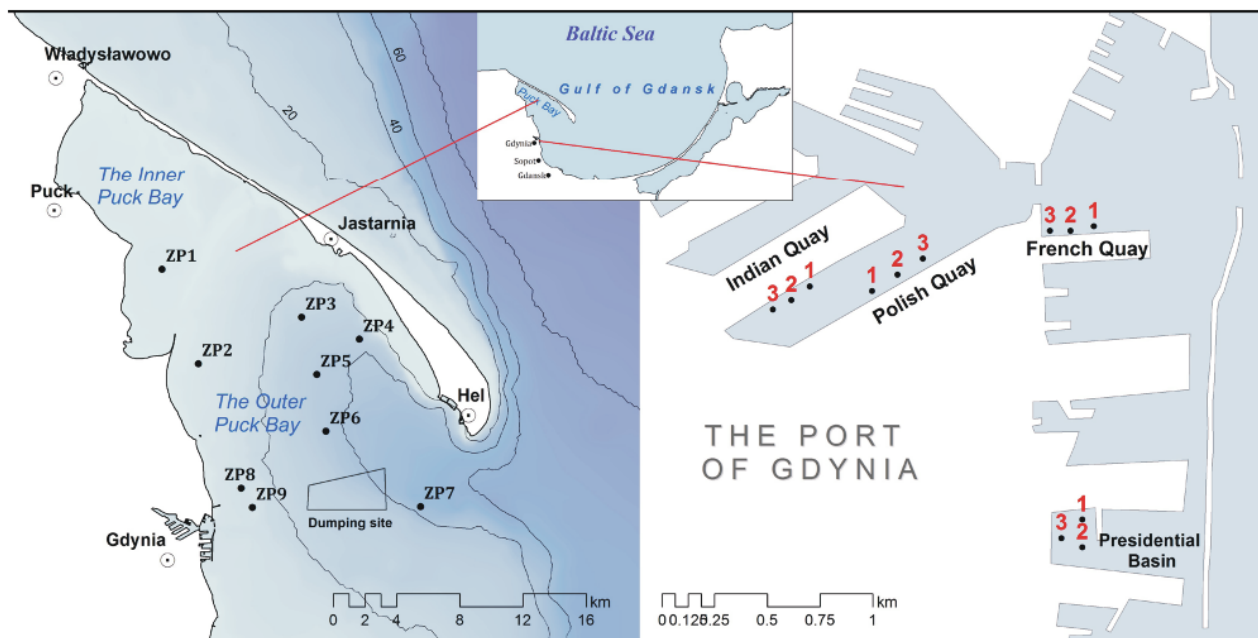 Władysławowo
The Inner
Puck Bay
Puck
Jastarnia
ZP1
ZP3
ZP4
ZP2
ZP5
The Outer
Puck Bay
ZP6
Hel
ZP8
ZP9
ZP7
Dumping site
Gdynia
20
40
60
km
0 2 4 8 12 16
Baltic Sea
Gulf of Gdansk
Puck Bay
Gdynia
Sopot
Gdansk
Indian Quay
3 2 1
Polish Quay
1 2 3
3 2 1
French Quay
THE PORT
OF GDYNIA
1
3
2
Presidential
Basin
km
0 0.125 0.25 0.5 0.75 1